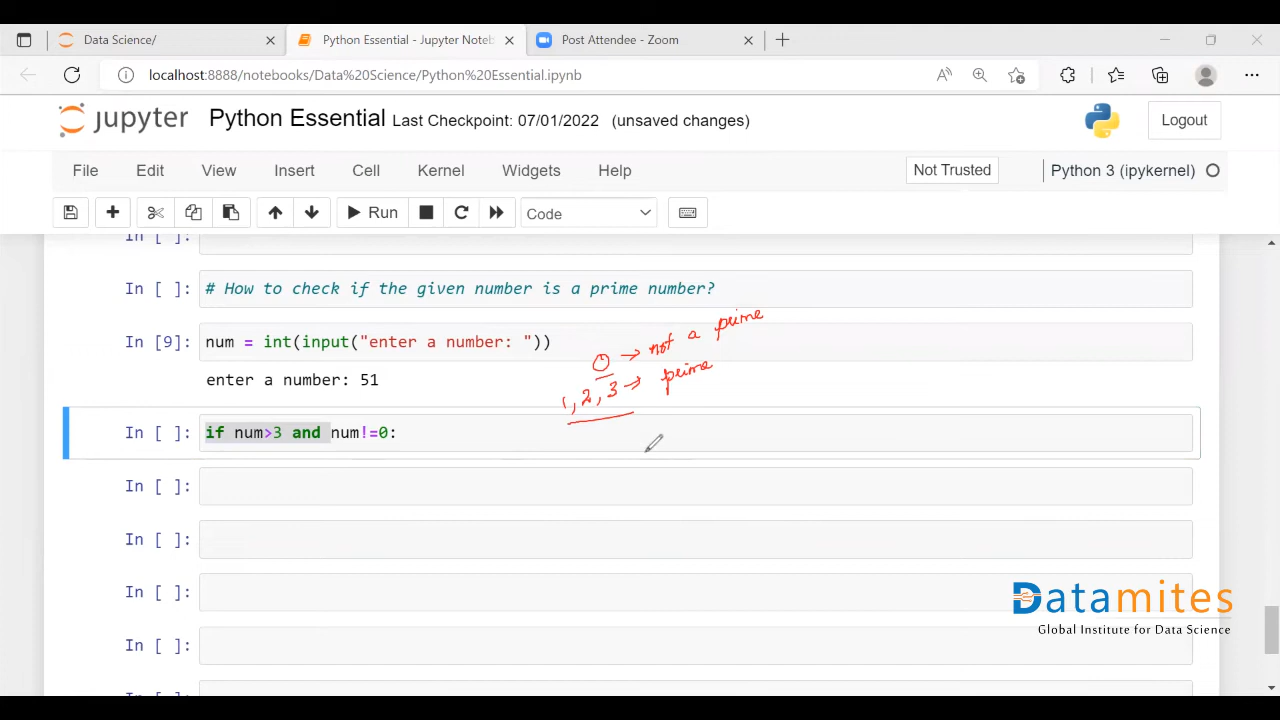 Data Science/
Python Essential - Jupyter Noteb
Post Attendee - Zoom
localhost:8888/notebooks/Data%20Science/Python%20Essential.ipynb
jupyter Python Essential Last Checkpoint: 07/01/2022 (unsaved changes)
Logout
File Edit View Insert Cell Kernel Widgets Help
Not Trusted
Python 3 (ipykernel)
Run
Code
In [ ]:
In [ ]: # How to check if the given number is a prime number?
In [9]: num = int(input("enter a number: "))
0 → not a prime
enter a number: 51
1, 2, 3 → prime
In [ ]: if num>3 and num!=0:
In [ ]:
In [ ]:
In [ ]:
In [ ]:
In [ ]:
Datamites
Global Institute for Data Science